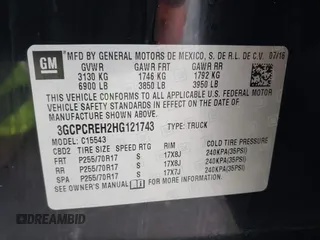 GM
MFD BY GENERAL MOTORS DE MEXICO, S. DE R.L. DE C.V. 07/16
GVWR GAWR FRT GAWR RR
3130 KG 1746 KG 1792 KG
6900 LB 3850 LB 3950 LB
THIS VEHICLE CONFORMS TO ALL APPLICABLE U.S. FEDERAL MOTOR
VEHICLE SAFETY STANDARDS IN EFFECT ON THE DATE OF
MANUFACTURE SHOWN ABOVE.
3GCPCREH2HG121743 TYPE: TRUCK
MODEL: C15543
CBD2 TIRE SIZE SPEED RTG RIM COLD TIRE PRESSURE
FRT P255/70R17 S 17X8J 240KPA(35PSI)
RR P255/70R17 S 17X8J 240KPA(35PSI)
SPA P255/70R17 S 17X7J 240KPA(35PSI)
SEE OWNER'S MANUAL FOR MORE INFORMATION.
DREAMBID